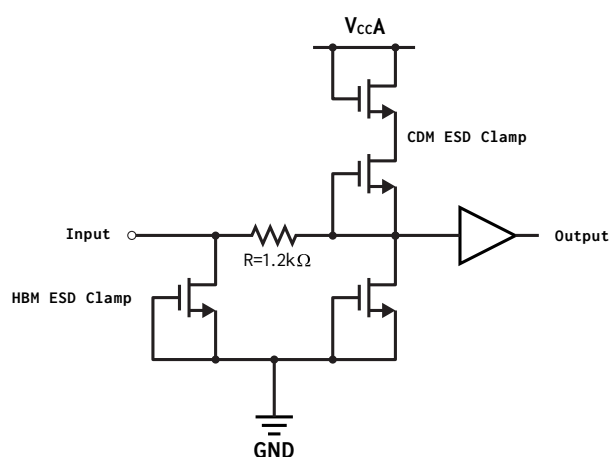 VCCA
CDM ESD Clamp
Input
R=1.2kΩ
Output
HBM ESD Clamp
GND